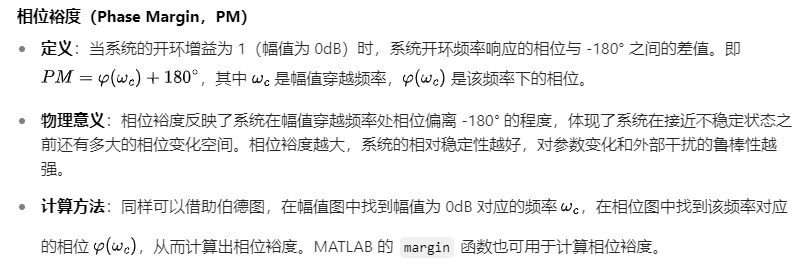 相位裕度（Phase Margin，PM）
• 定义：当系统的开环增益为 1（幅值为 0dB）时，系统开环频率响应的相位与 -180° 之间的差值。即
PM = φ(ω_c) + 180°，其中 ω_c 是幅值穿越频率，φ(ω_c) 是该频率下的相位。
• 物理意义：相位裕度反映了系统在幅值穿越频率处相位偏离 -180° 的程度，体现了系统在接近不稳定状态之
前还有多大的相位变化空间。相位裕度越大，系统的相对稳定性越好，对参数变化和外部干扰的鲁棒性越
强。
• 计算方法：同样可以借助伯德图，在幅值图中找到幅值为 0dB 对应的频率 ω_c，在相位图中找到该频率对应
的相位 φ(ω_c)，从而计算出相位裕度。MATLAB 的 margin 函数也可用于计算相位裕度。